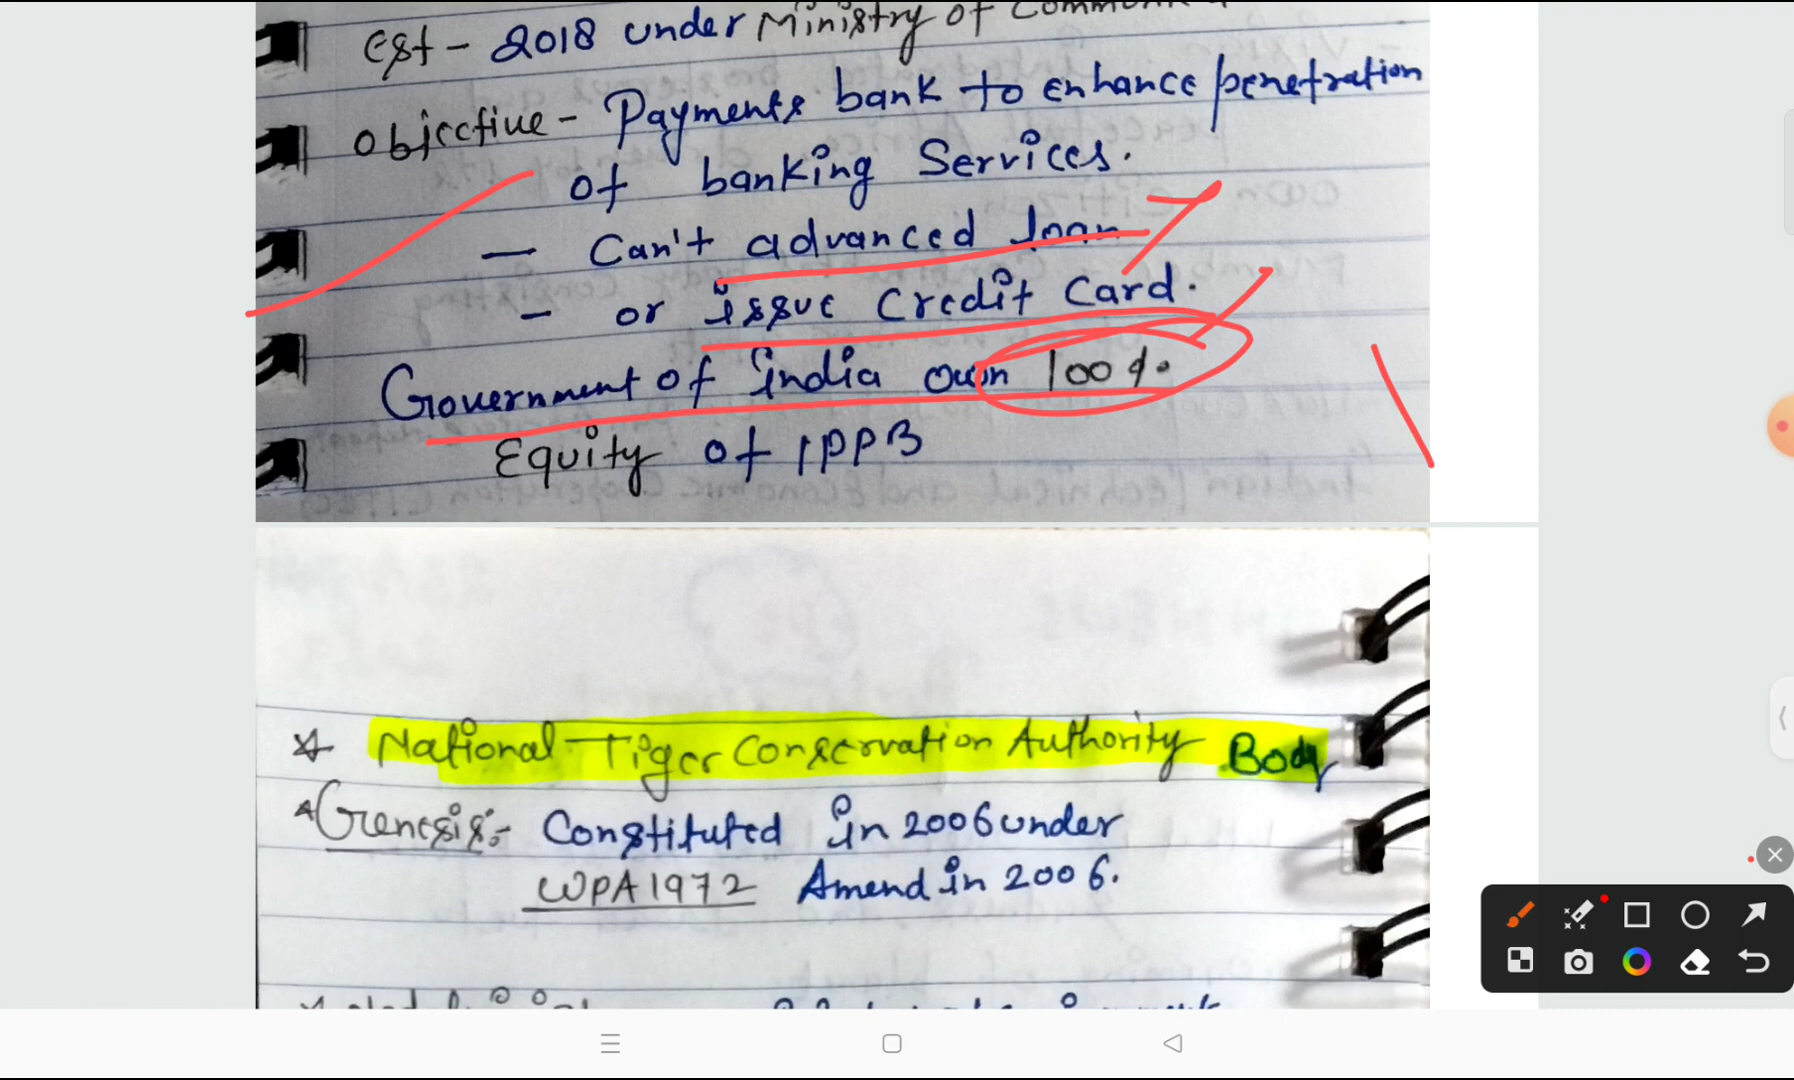 Est - 2018 under Ministry of
Objective - Payments bank to enhance penetration
of banking Services.
- Can't advanced loan
- or issue Credit Card.
Government of india own 100%.
Equity of IPPB
National Tiger Conservation Authority Body
Genesis:- Constituted in 2006 under
WPA 1972 Amend in 2006.